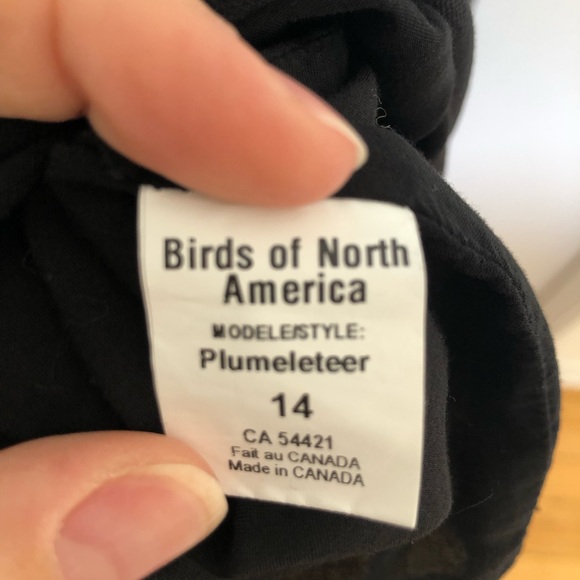 Birds of North
America
MODELE/STYLE:
Plumeleteer
14
CA 54421
Fait au CANADA
Made in CANADA